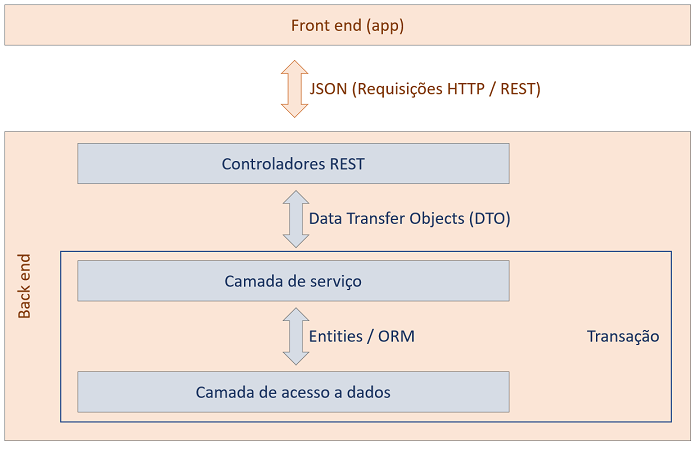 Front end (app)
JSON (Requisições HTTP / REST)
Controladores REST
Data Transfer Objects (DTO)
Back end
Camada de serviço
Entities / ORM
Transação
Camada de acesso a dados